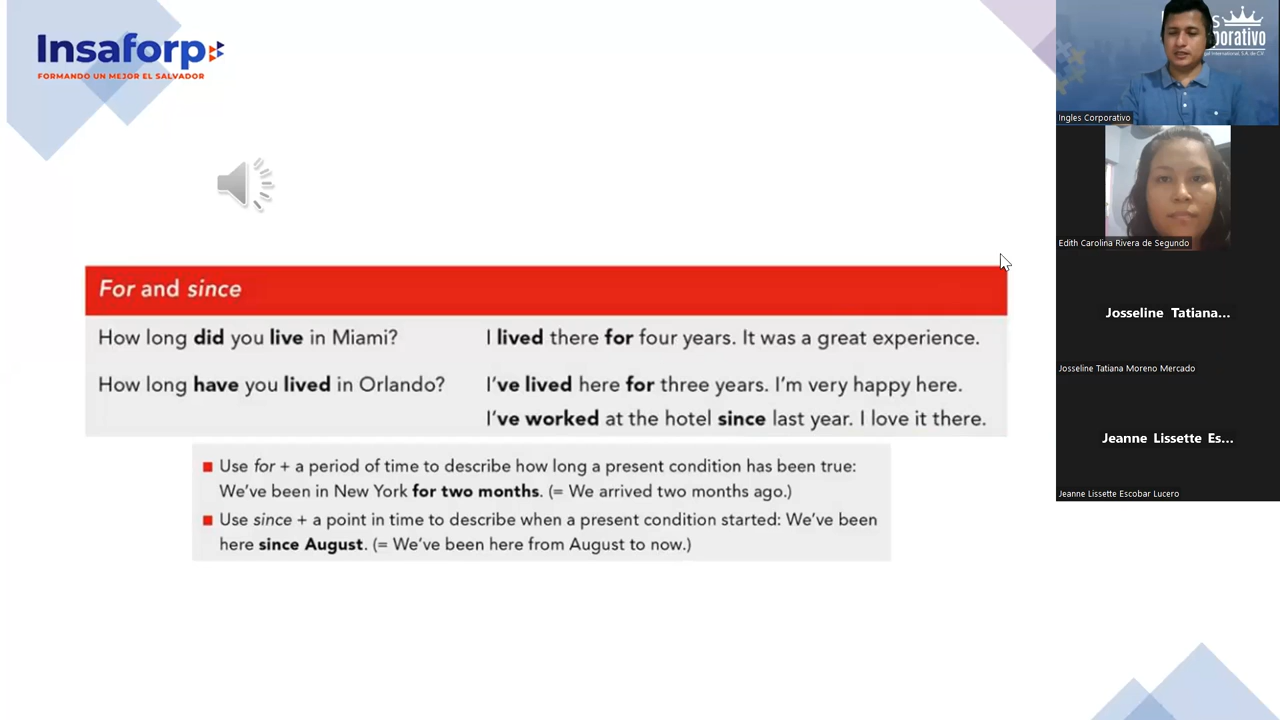 Insaforp
FORMANDO UN MEJOR EL SALVADOR
For and since
How long did you live in Miami? I lived there for four years. It was a great experience.
How long have you lived in Orlando? I've lived here for three years. I'm very happy here.
I've worked at the hotel since last year. I love it there.
Use for + a period of time to describe how long a present condition has been true:
We've been in New York for two months. (= We arrived two months ago.)
Use since + a point in time to describe when a present condition started: We've been
here since August. (= We've been here from August to now.)
Ingles Corporativo
Edith Carolina Rivera de Segundo
Josseline Tatiana...
Josseline Tatiana Moreno Mercado
Jeanne Lissette Es...
Jeanne Lissette Escobar Lucero